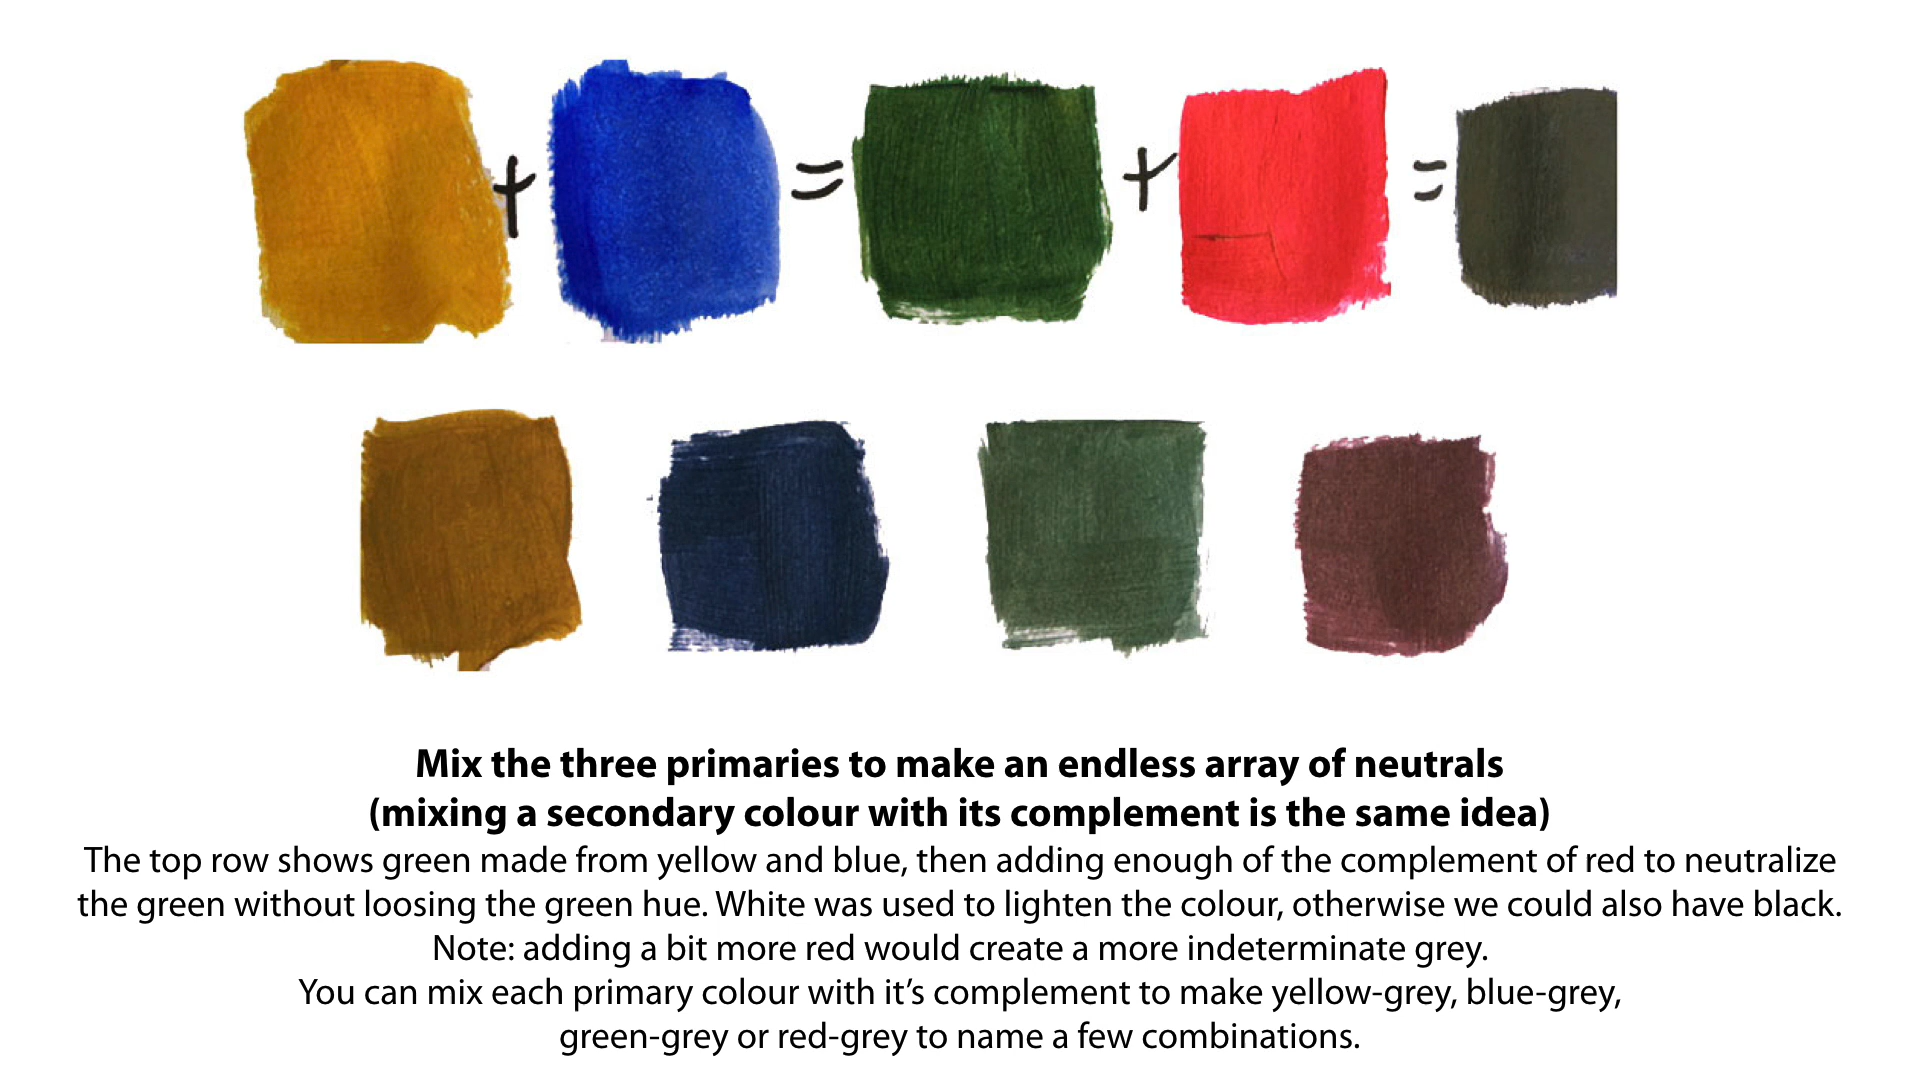 + = + =
Mix the three primaries to make an endless array of neutrals
(mixing a secondary colour with its complement is the same idea)
The top row shows green made from yellow and blue, then adding enough of the complement of red to neutralize
the green without loosing the green hue. White was used to lighten the colour, otherwise we could also have black.
Note: adding a bit more red would create a more indeterminate grey.
You can mix each primary colour with it’s complement to make yellow-grey, blue-grey,
green-grey or red-grey to name a few combinations.